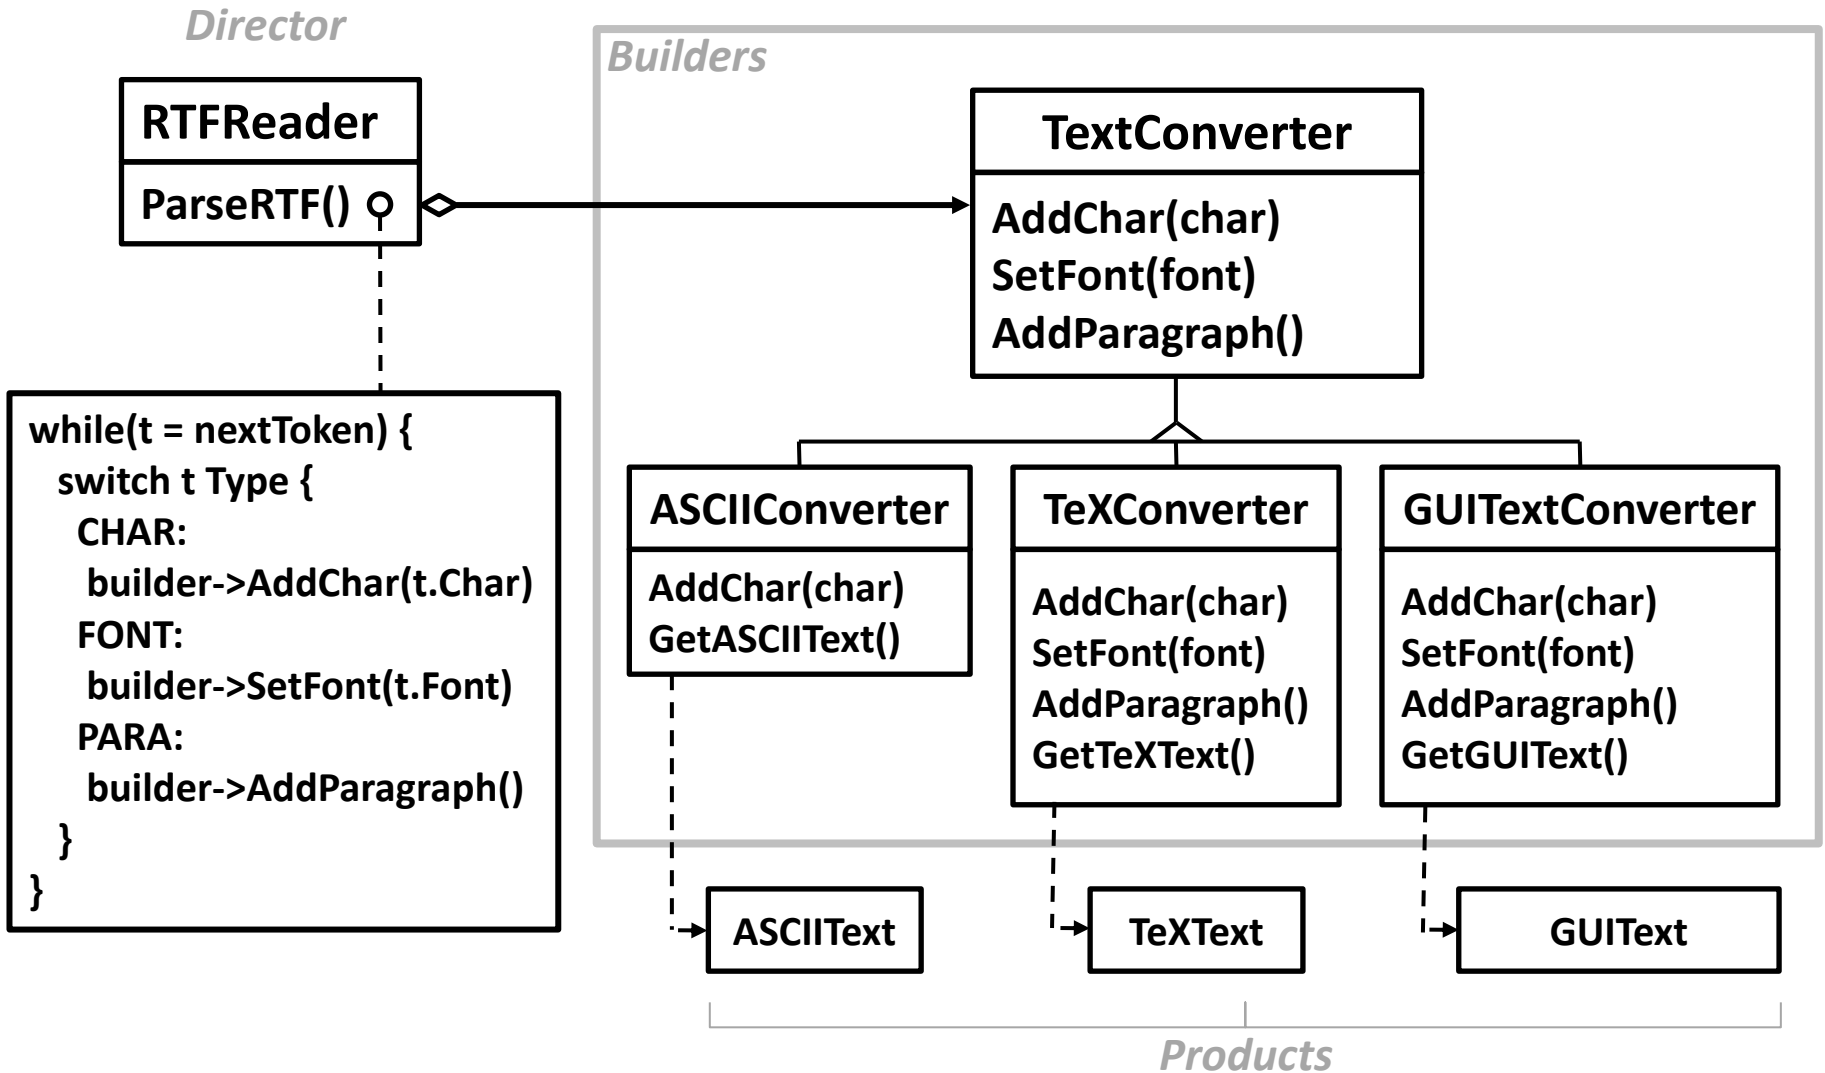 Director
RTFReader
ParseRTF()
while(t = nextToken) {
switch t Type {
CHAR:
builder->AddChar(t.Char)
FONT:
builder->SetFont(t.Font)
PARA:
builder->AddParagraph()
}
}
Builders
TextConverter
AddChar(char)
SetFont(font)
AddParagraph()
ASCIIConverter
AddChar(char)
GetASCIIText()
TeXConverter
AddChar(char)
SetFont(font)
AddParagraph()
GetTeXText()
GUITextConverter
AddChar(char)
SetFont(font)
AddParagraph()
GetGUIText()
ASCIIText
TeXText
GUIText
Products